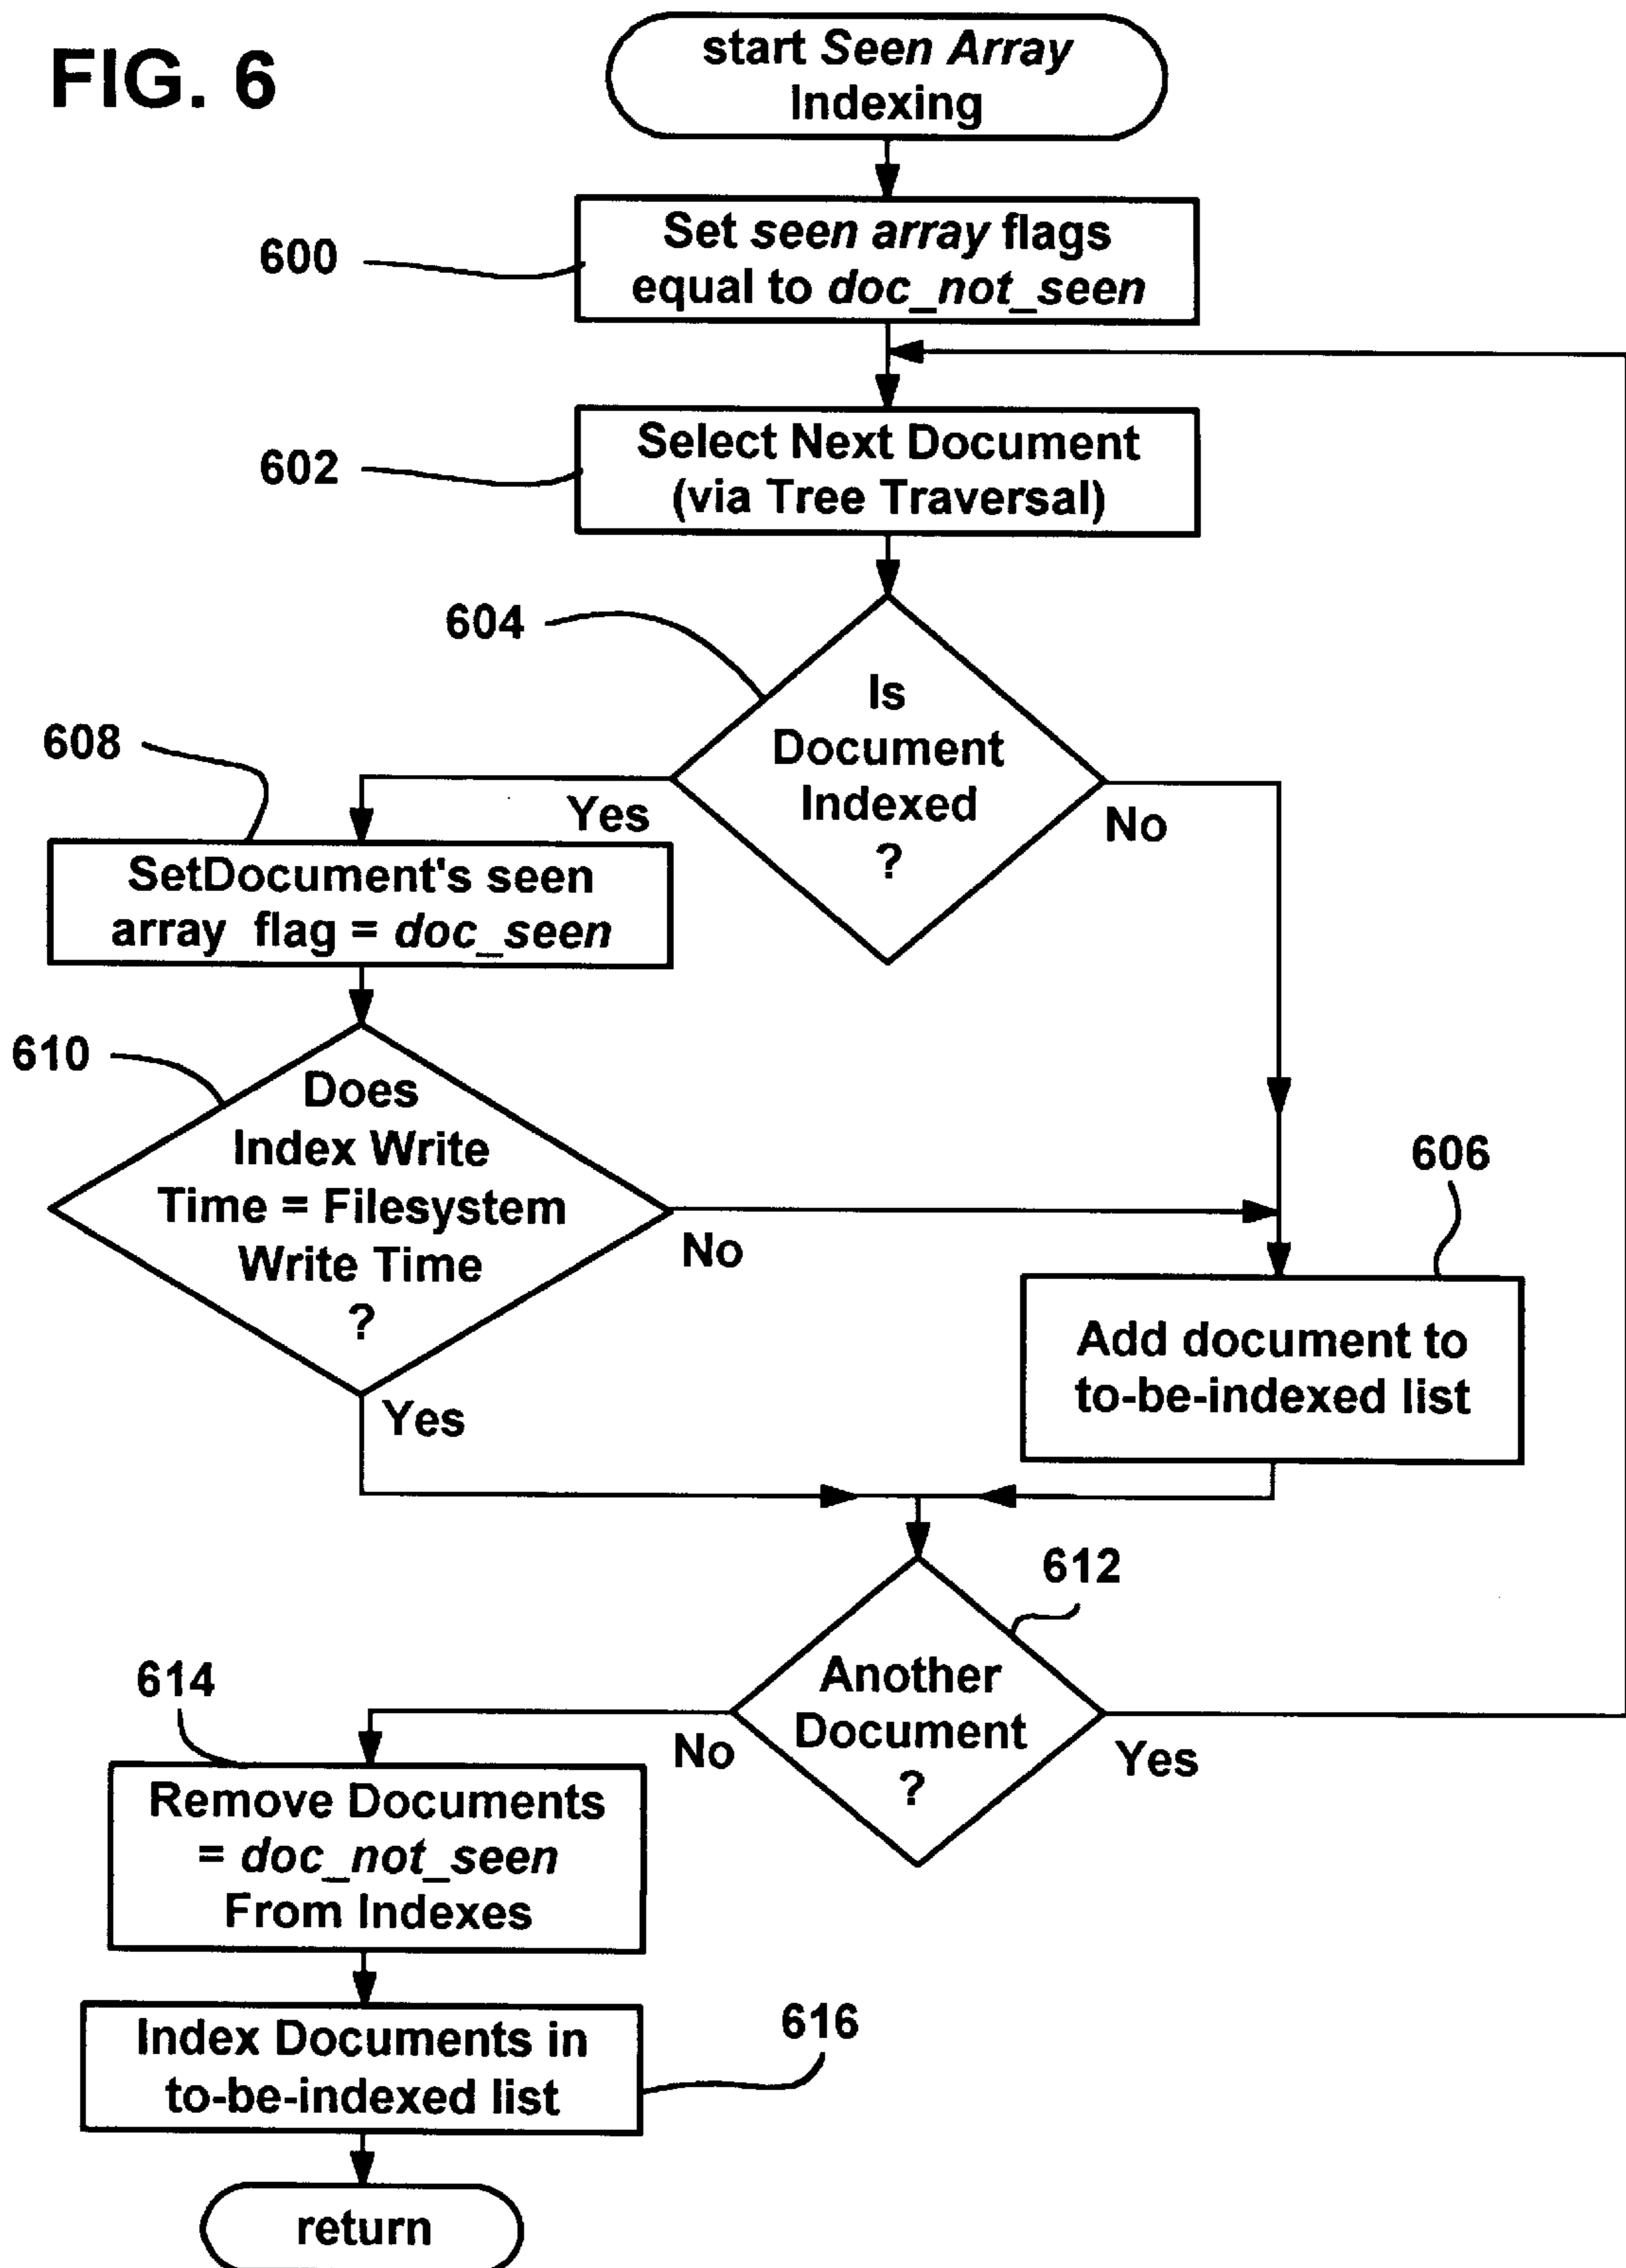 FIG. 6
start Seen Array
Indexing
600
Set seen array flags
equal to doc_not_seen
602
Select Next Document
(via Tree Traversal)
604
Is
Document
Indexed
?
Yes
No
608
SetDocument's seen
array flag = doc_seen
610
Does
Index Write
Time = Filesystem
Write Time
?
No
Yes
606
Add document to
to-be-indexed list
612
Another
Document
?
No
Yes
614
Remove Documents
= doc_not_seen
From Indexes
616
Index Documents in
to-be-indexed list
return